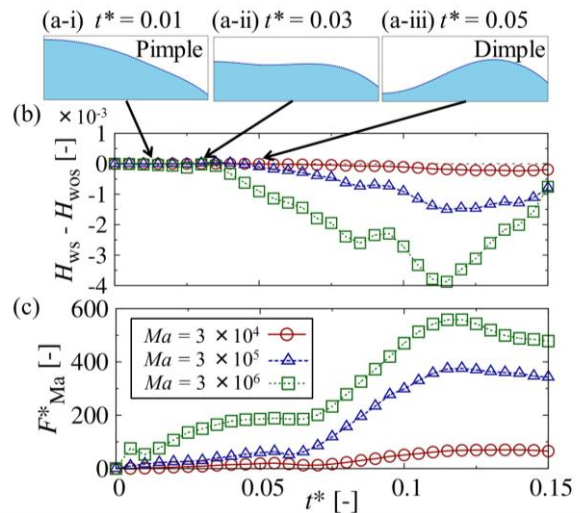 (a-i) t* = 0.01 (a-ii) t* = 0.03 (a-iii) t* = 0.05
Pimple Dimple
(b) × 10⁻³
1
0
-1
-2
-3
-4
H_ws - H_wos [-]
(c)
600
400
200
0
F*_Ma [-]
Ma = 3 × 10⁴
Ma = 3 × 10⁵
Ma = 3 × 10⁶
0 0.05 0.1 0.15
t* [-]